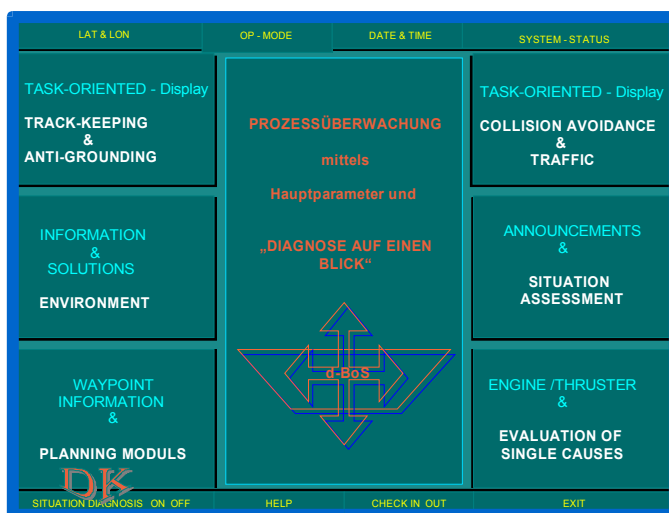 LAT & LON
OP - MODE
DATE & TIME
SYSTEM - STATUS
TASK-ORIENTED - Display
TRACK-KEEPING
&
ANTI-GROUNDING
INFORMATION
&
SOLUTIONS
ENVIRONMENT
WAYPOINT
INFORMATION
&
PLANNING MODULS
DK
PROZESSÜBERWACHUNG
mittels
Hauptparameter und
„DIAGNOSE AUF EINEN
BLICK“
d-BoS
TASK-ORIENTED - Display
COLLISION AVOIDANCE
&
TRAFFIC
ANNOUNCEMENTS
&
SITUATION
ASSESSMENT
ENGINE /THRUSTER
&
EVALUATION OF
SINGLE CAUSES
SITUATION DIAGNOSIS ON OFF
HELP
CHECK IN OUT
EXIT